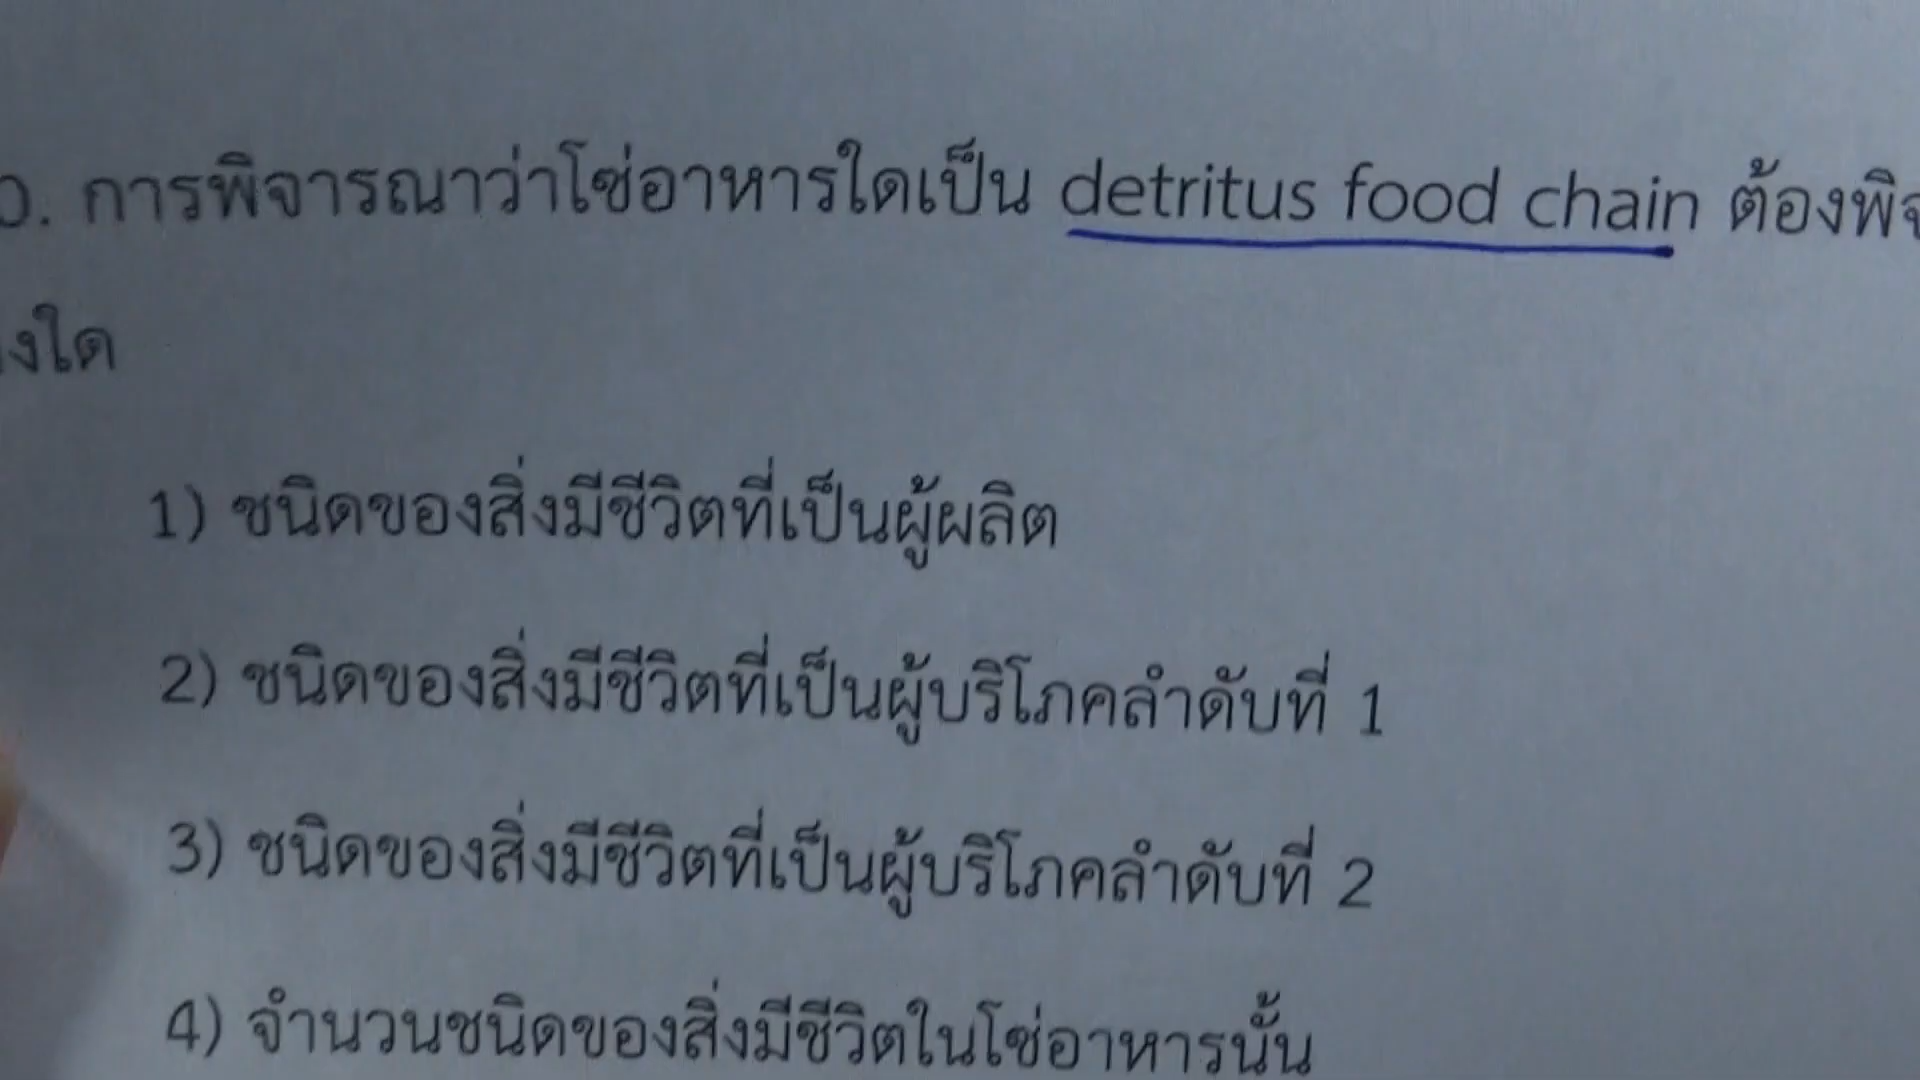 การพิจารณาว่าโซ่อาหารใดเป็น detritus food chain
1) ชนิดของสิ่งมีชีวิตที่เป็นผู้ผลิต
2) ชนิดของสิ่งมีชีวิตที่เป็นผู้บริโภคลำดับที่ 1
3) ชนิดของสิ่งมีชีวิตที่เป็นผู้บริโภคลำดับที่ 2
4) จำนวนชนิดของสิ่งมีชีวิตในโซ่อาหารนั้น